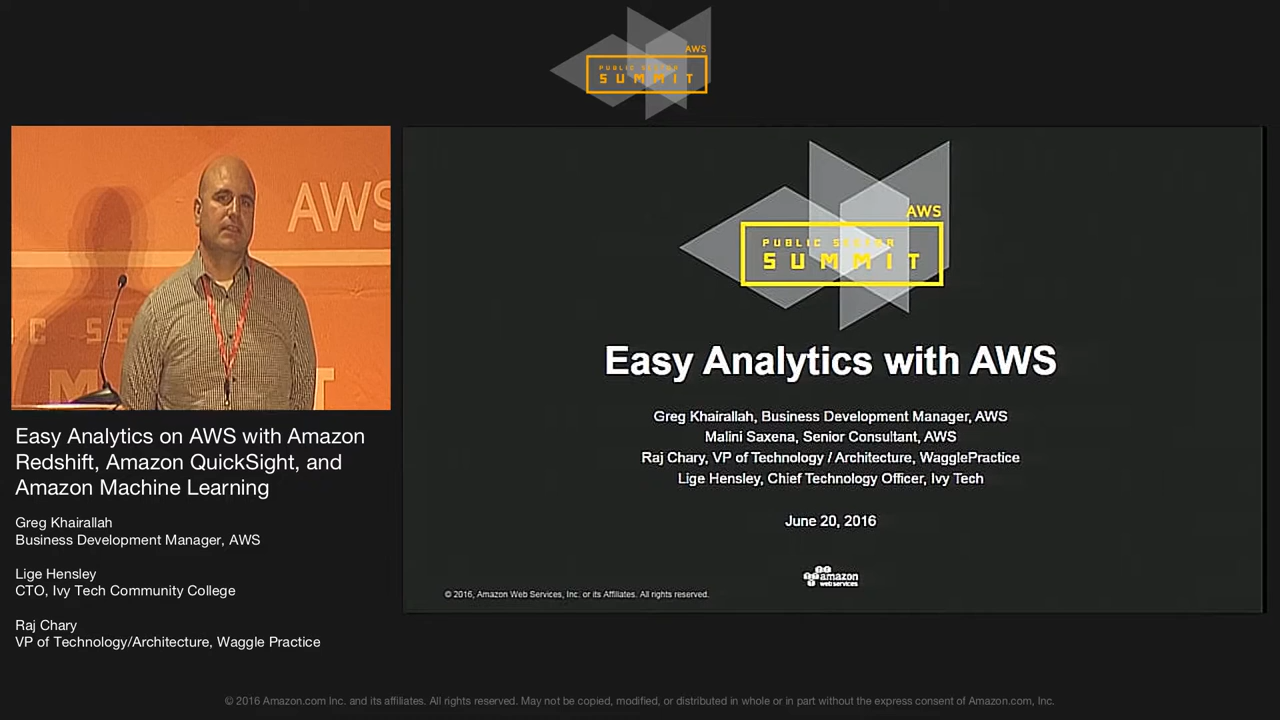 AWS
PUBLIC SECTOR
SUMMIT
AWS
AWS
PUBLIC SECTOR
SUMMIT
Easy Analytics with AWS
Greg Khairallah, Business Development Manager, AWS
Malini Saxena, Senior Consultant, AWS
Raj Chary, VP of Technology / Architecture, WagglePractice
Lige Hensley, Chief Technology Officer, Ivy Tech
June 20, 2016
amazon
web services
© 2016, Amazon Web Services, Inc. or its Affiliates. All rights reserved.
Easy Analytics on AWS with Amazon
Redshift, Amazon QuickSight, and
Amazon Machine Learning
Greg Khairallah
Business Development Manager, AWS
Lige Hensley
CTO, Ivy Tech Community College
Raj Chary
VP of Technology/Architecture, Waggle Practice
© 2016 Amazon.com Inc. and its affiliates. All rights reserved. May not be copied, modified, or distributed in whole or in part without the express consent of Amazon.com, Inc.